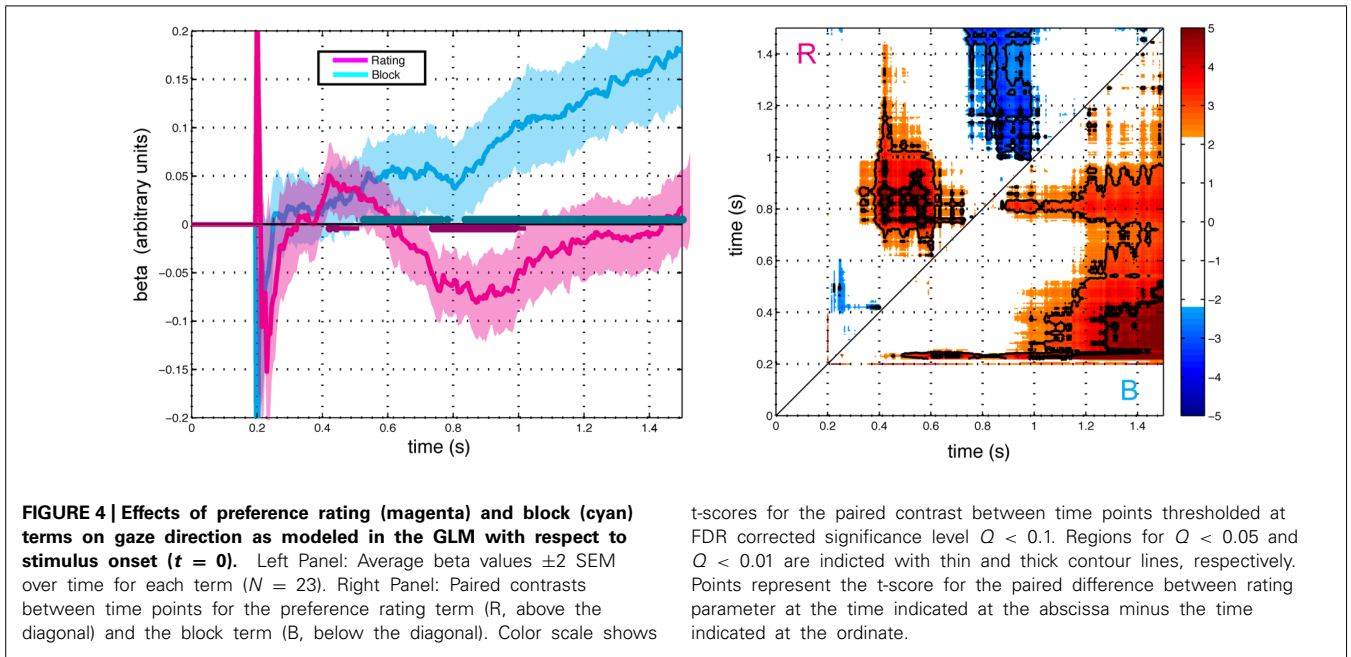 0.2
0.15
0.1
0.05
0
−0.05
−0.1
−0.15
−0.2
beta (arbitrary units)
Rating
Block
0 0.2 0.4 0.6 0.8 1 1.2 1.4
time (s)
R
B
1.4
1.2
1
0.8
0.6
0.4
0.2
0
time (s)
0.2 0.4 0.6 0.8 1 1.2 1.4
time (s)
5
4
3
2
1
0
−1
−2
−3
−4
−5
FIGURE 4 | Effects of preference rating (magenta) and block (cyan)
terms on gaze direction as modeled in the GLM with respect to
stimulus onset (t = 0). Left Panel: Average beta values ±2 SEM
over time for each term (N = 23). Right Panel: Paired contrasts
between time points for the preference rating term (R, above the
diagonal) and the block term (B, below the diagonal). Color scale shows
t-scores for the paired contrast between time points thresholded at
FDR corrected significance level Q < 0.1. Regions for Q < 0.05 and
Q < 0.01 are indicted with thin and thick contour lines, respectively.
Points represent the t-score for the paired difference between rating
parameter at the time indicated at the abscissa minus the time
indicated at the ordinate.